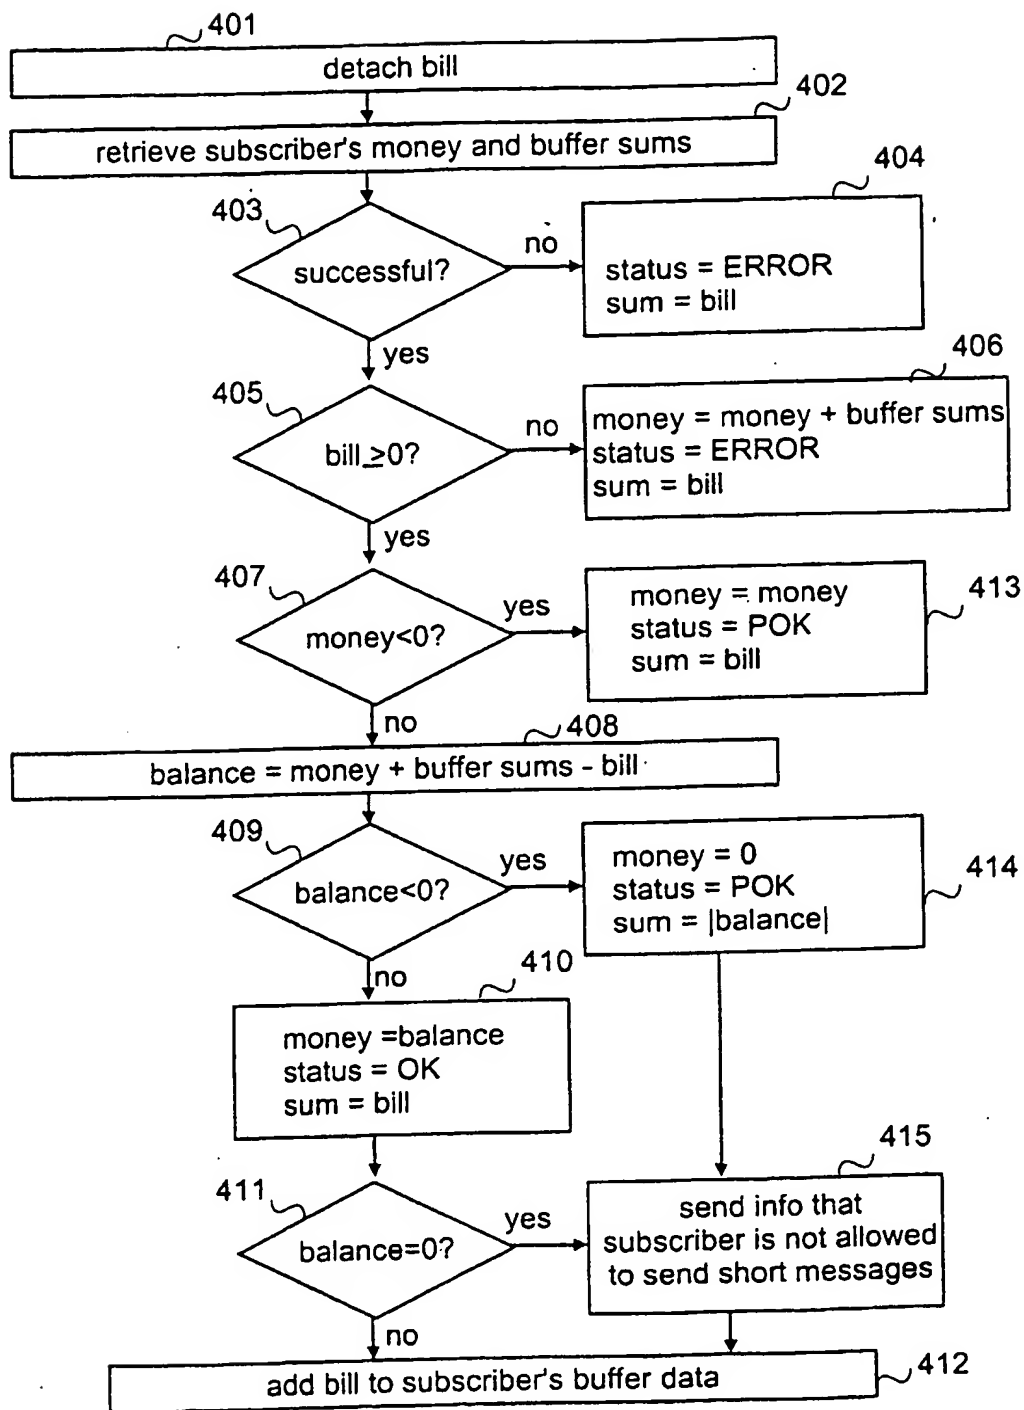 401
detach bill
402
retrieve subscriber's money and buffer sums
403
successful?
no
404
status = ERROR
sum = bill
yes
405
bill ≥0?
no
406
money = money + buffer sums
status = ERROR
sum = bill
yes
407
money<0?
yes
413
money = money
status = POK
sum = bill
no
408
balance = money + buffer sums - bill
409
balance<0?
yes
414
money = 0
status = POK
sum = |balance|
no
410
money =balance
status = OK
sum = bill
411
balance=0?
yes
415
send info that
subscriber is not allowed
to send short messages
no
412
add bill to subscriber's buffer data